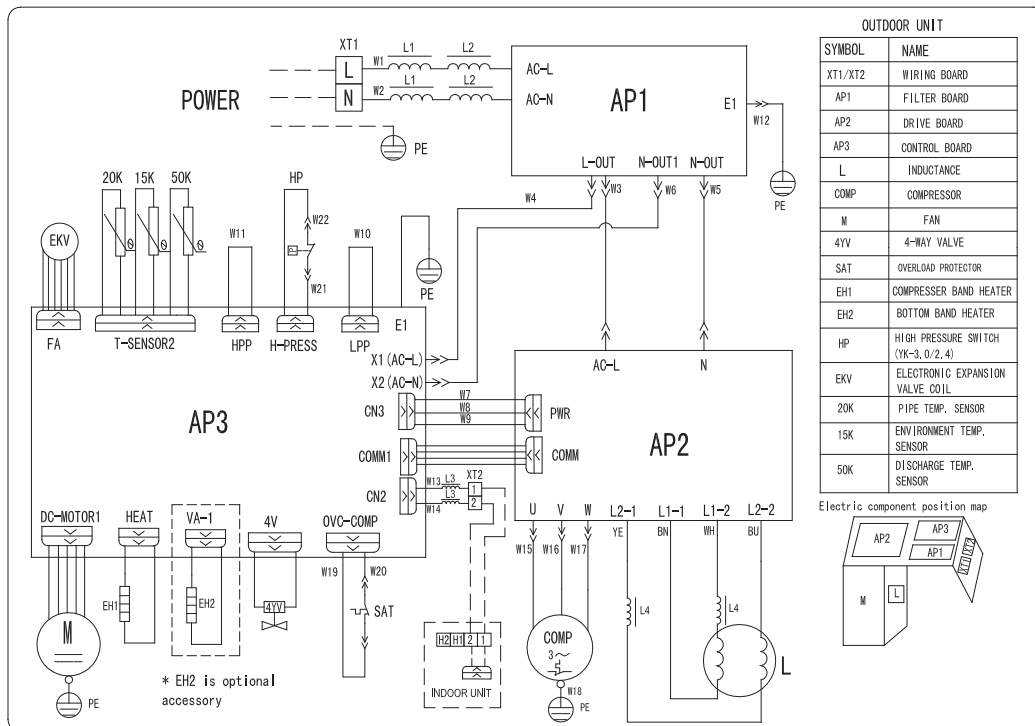 OUTDOOR UNIT
SYMBOL NAME
XT1/XT2 WIRING BOARD
AP1 FILTER BOARD
AP2 DRIVE BOARD
AP3 CONTROL BOARD
L INDUCTANCE
COMP COMPRESSOR
M FAN
4YV 4-WAY VALVE
SAT OVERLOAD PROTECTOR
EH1 COMPRESSER BAND HEATER
EH2 BOTTOM BAND HEATER
HP HIGH PRESSURE SWITCH
(YK-3.0/2.4)
EKV ELECTRONIC EXPANSION
VALVE COIL
20K PIPE TEMP. SENSOR
15K ENVIRONMENT TEMP.
SENSOR
50K DISCHARGE TEMP.
SENSOR
Electric component position map
AP2 AP3
AP1
XT1 XT2
M L
XT1
L W1 L1 L2 AC-L
N W2 L1 L2 AC-N
POWER
PE
AP1
E1
W12
PE
L-OUT N-OUT1 N-OUT
W4 W3 W6 W5
20K 15K 50K HP
θ θ θ
EKV
W11 P W22 W21 W10
PE
FA T-SENSOR2 HPP H-PRESS LPP E1
X1(AC-L)
X2(AC-N)
AC-L N
CN3 W7 W8 W9 PWR
AP3
AP2
COMM1 COMM
CN2 W13 L3 XT2 1
W14 L3 2
U V W L2-1 L1-1 L1-2 L2-2
YE BN WH BU
W15 W16 W17
DC-MOTOR1 HEAT VA-1 4V OVC-COMP
W19 W20
EH1 EH2 4YV SAT
M
PE
* EH2 is optional
accessory
H2 H1 2 1
INDOOR UNIT
COMP
3~
W18
PE
L4 L4
L